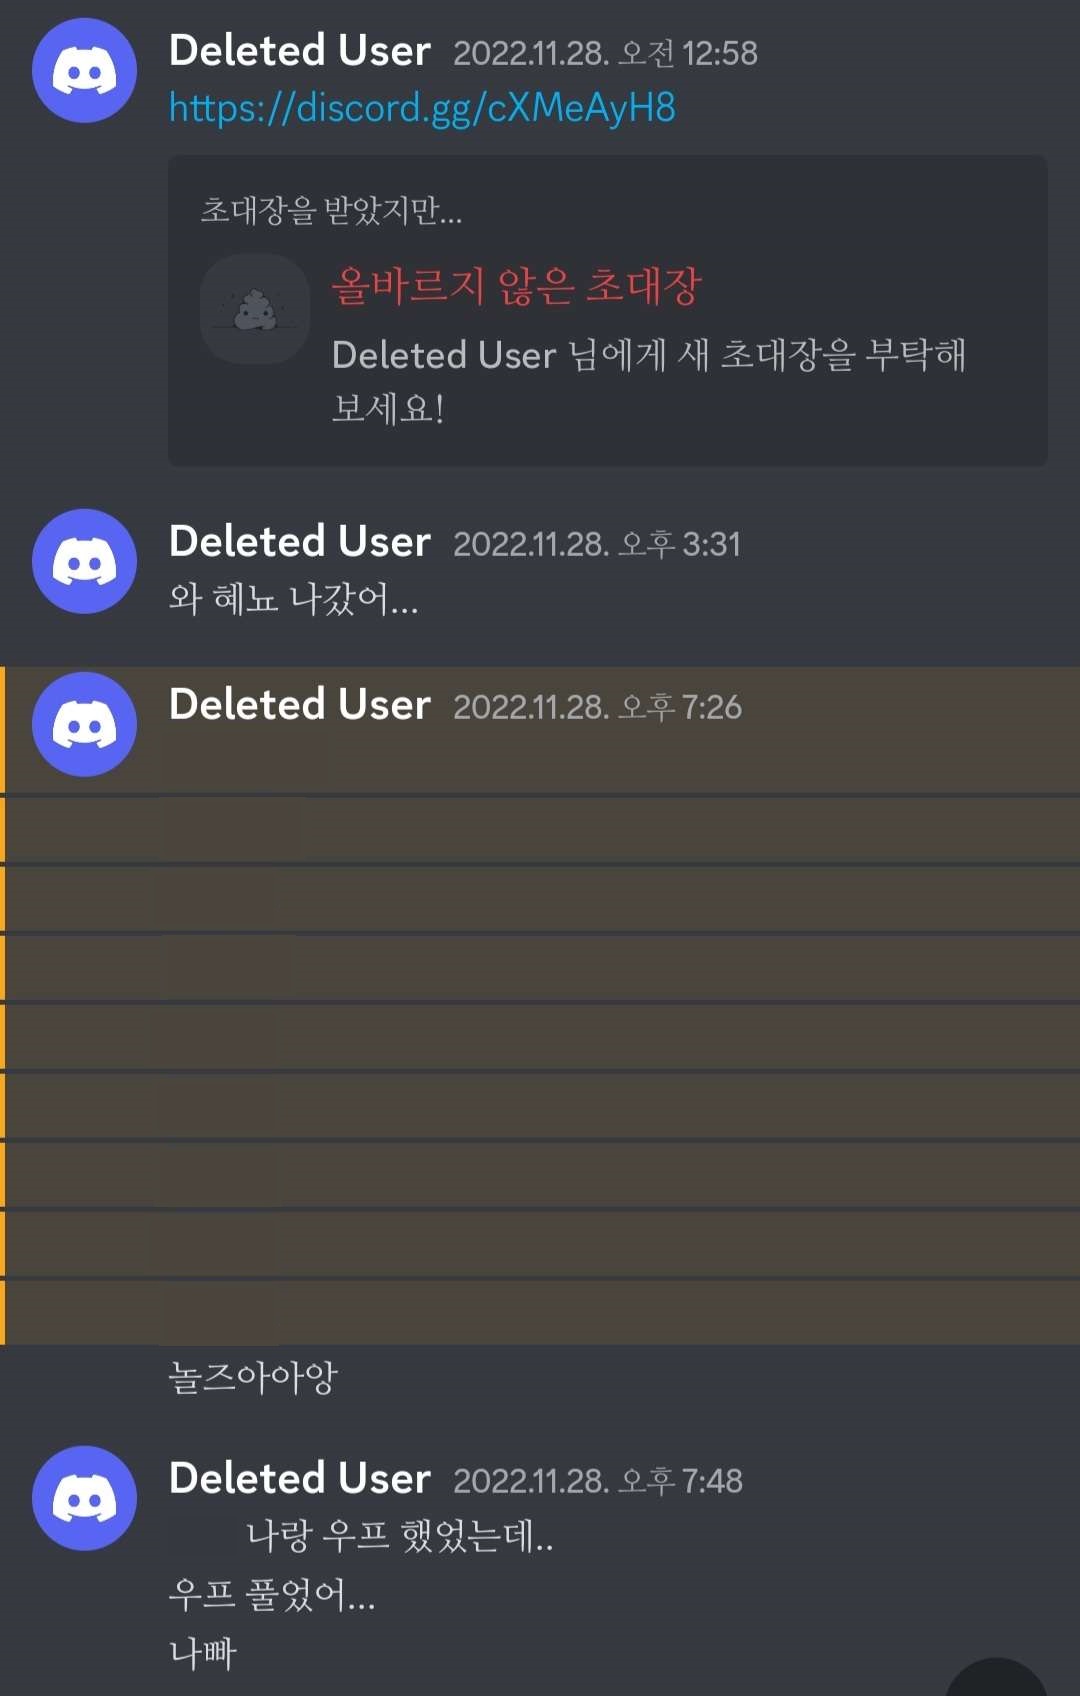 Deleted User 2022.11.28. 오전 12:58
https://discord.gg/cXMeAyH8
초대장을 받았지만...
올바르지 않은 초대장
Deleted User 님에게 새 초대장을 부탁해
보세요!
Deleted User 2022.11.28. 오후 3:31
와 혜뇨 나갔어...
Deleted User 2022.11.28. 오후 7:26
놀즈아아앙
Deleted User 2022.11.28. 오후 7:48
나랑 우프 했었는데..
우프 풀었어...
나빠